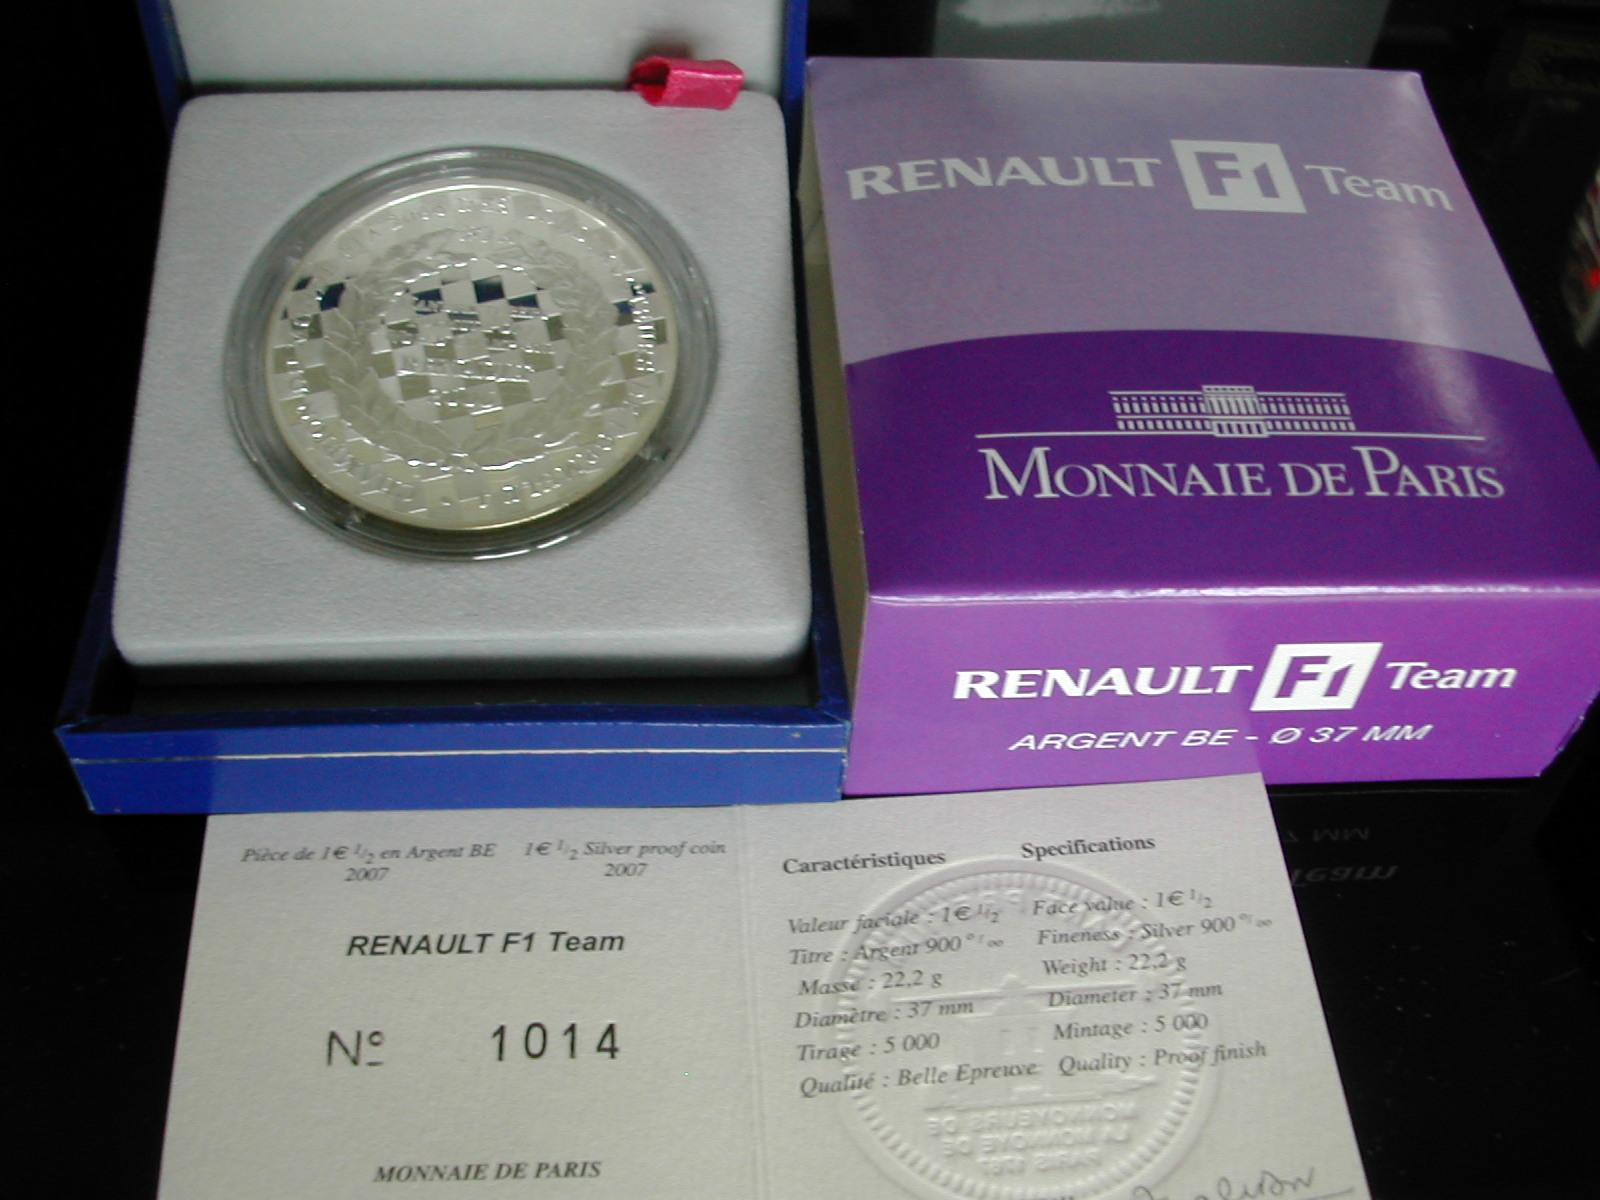 RENAULT F1 Team
MONNAIE DE PARIS
RENAULT F1 Team
ARGENT BE - Ø 37 MM
Pièce de 1€ 1/2 en Argent BE
2007
1€ 1/2 Silver proof coin
2007
RENAULT F1 Team
Nº 1014
MONNAIE DE PARIS
Caractéristiques
Valeur faciale : 1€ 1/2
Titre : Argent 900 °/°°
Masse : 22,2 g
Diamètre : 37 mm
Tirage : 5 000
Qualité : Belle Epreuve
Specifications
Face value : 1€ 1/2
Fineness : Silver 900 °/°°
Weight : 22,2 g
Diameter : 37 mm
Mintage : 5 000
Quality : Proof finish